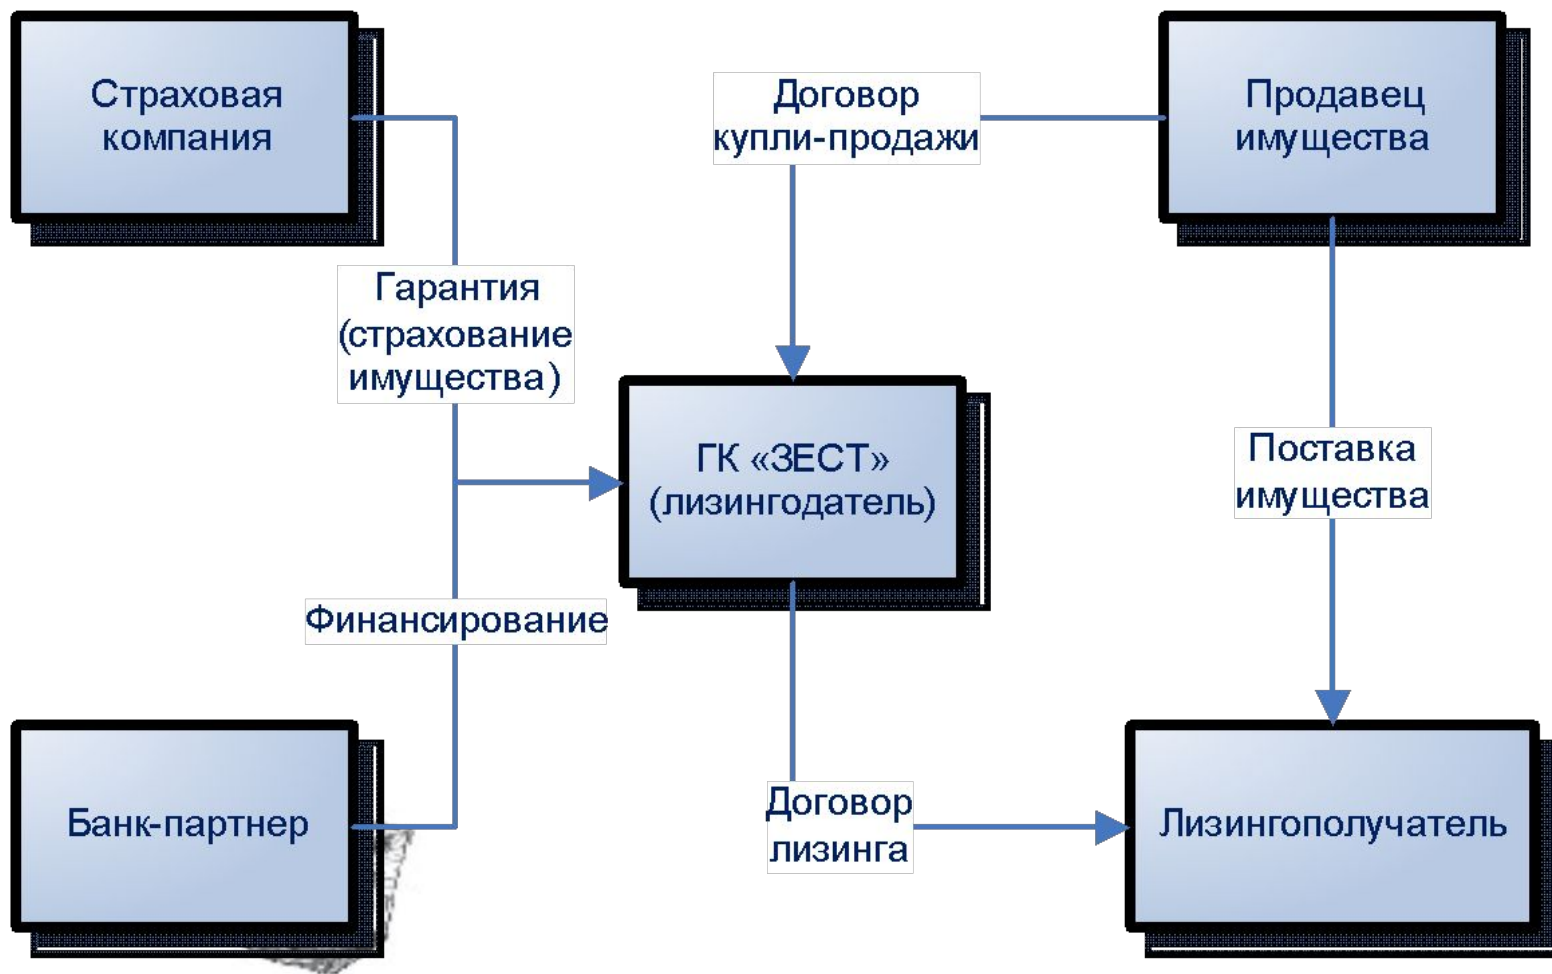 Страховая
компания
Договор
купли-продажи
Продавец
имущества
Гарантия
(страхование
имущества)
ГК «ЗЕСТ»
(лизингодатель)
Поставка
имущества
Финансирование
Банк-партнер
Договор
лизинга
Лизингополучатель